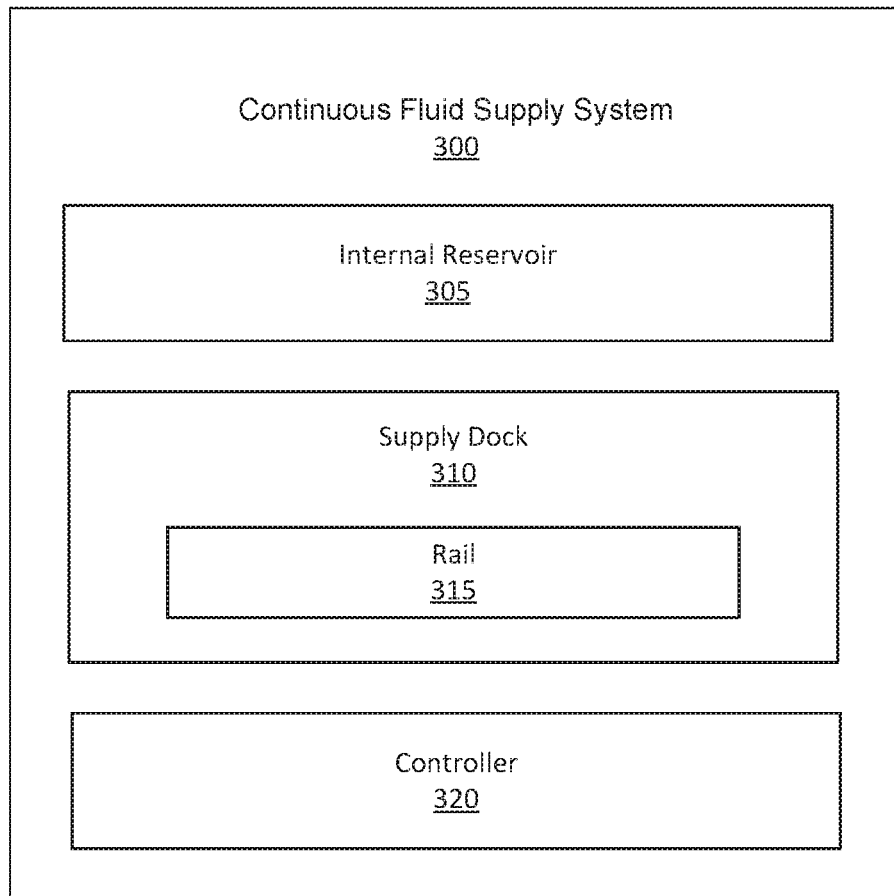 Continuous Fluid Supply System
300
Internal Reservoir
305
Supply Dock
310
Rail
315
Controller
320